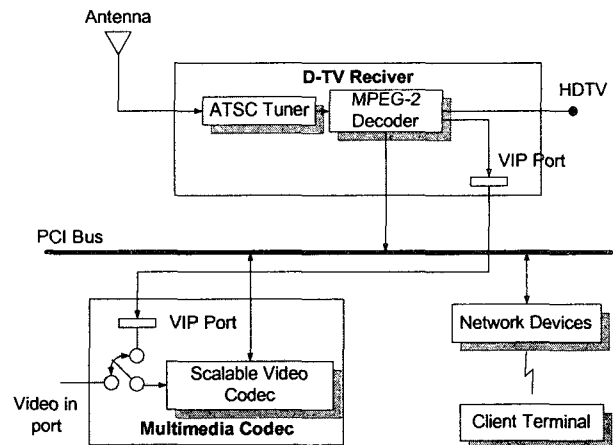 Antenna
D-TV Reciver
ATSC Tuner
MPEG-2
Decoder
HDTV
VIP Port
PCI Bus
VIP Port
Network Devices
Scalable Video
Codec
Video in
port
Multimedia Codec
Client Terminal